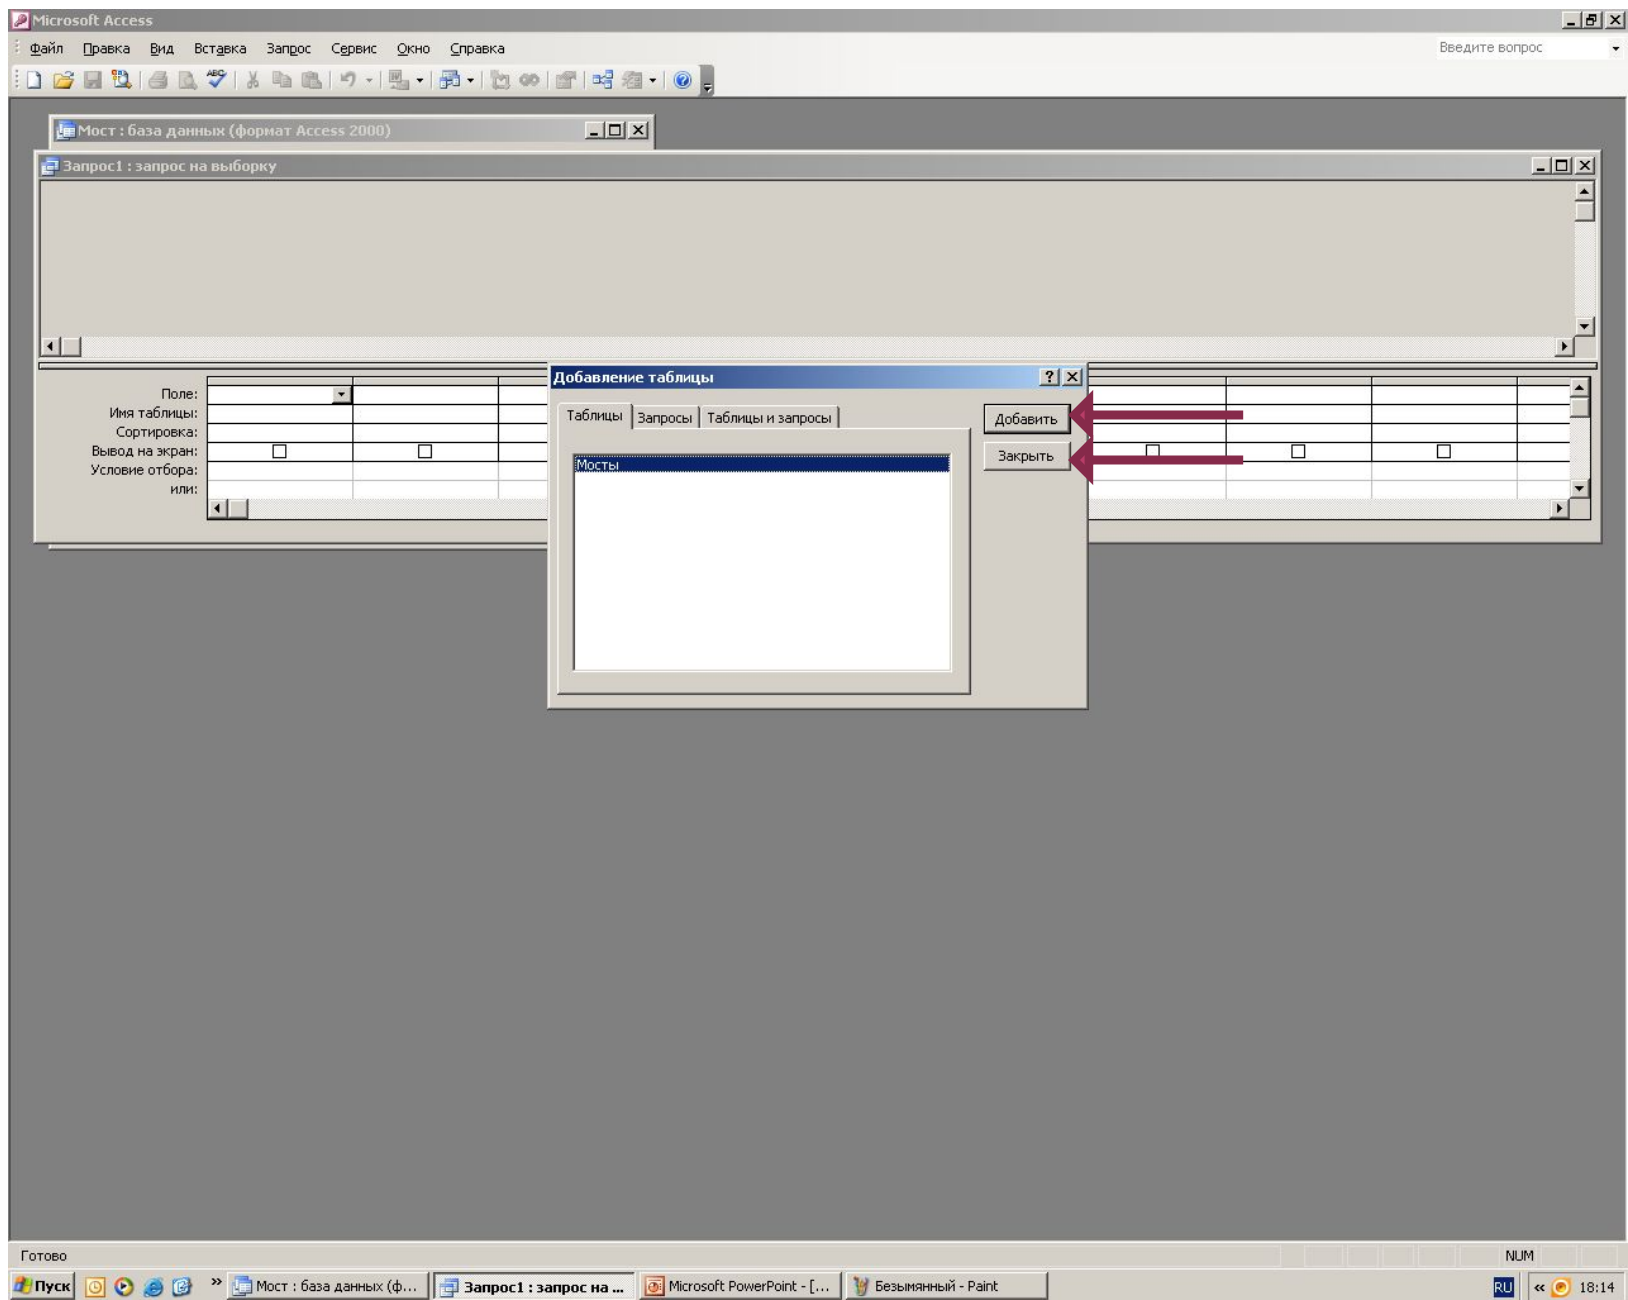 Microsoft Access
Файл Правка Вид Вставка Запрос Сервис Окно Справка
Введите вопрос
Мост : база данных (формат Access 2000)
Запрос1 : запрос на выборку
Добавление таблицы
Таблицы Запросы Таблицы и запросы
Добавить
Закрыть
Мосты
Поле:
Имя таблицы:
Сортировка:
Вывод на экран:
Условие отбора:
или:
Готово
NUM
Пуск
Мост : база данных (ф...
Запрос1 : запрос на ...
Microsoft PowerPoint - [...
Безымянный - Paint
RU
18:14